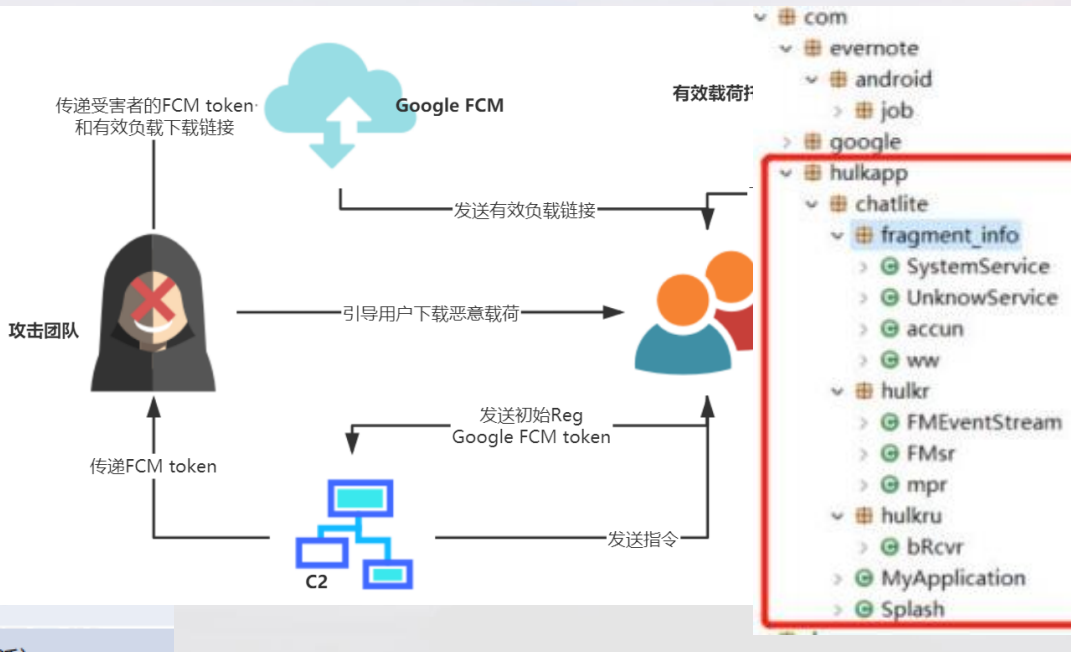 传递受害者的FCM token
和有效负载下载链接
Google FCM
有效载荷
发送有效负载链接
引导用户下载恶意载荷
攻击团队
发送初始Reg
Google FCM token
传递FCM token
发送指令
C2
com
evernote
android
job
google
hulkapp
chatlite
fragment_info
SystemService
UnknowService
accun
ww
hulkr
FMEventStream
FMsr
mpr
hulkru
bRcvr
MyApplication
Splash